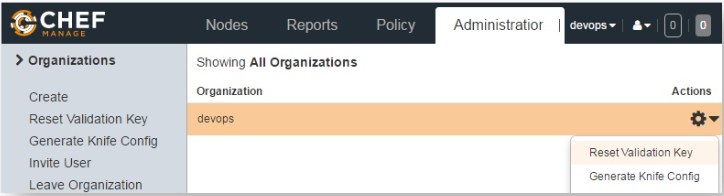 CHEF
MANAGE
Nodes Reports Policy Administratior devops 0 0
Organizations
Create
Reset Validation Key
Generate Knife Config
Invite User
Leave Organization
Showing All Organizations
Organization Actions
devops
Reset Validation Key
Generate Knife Config